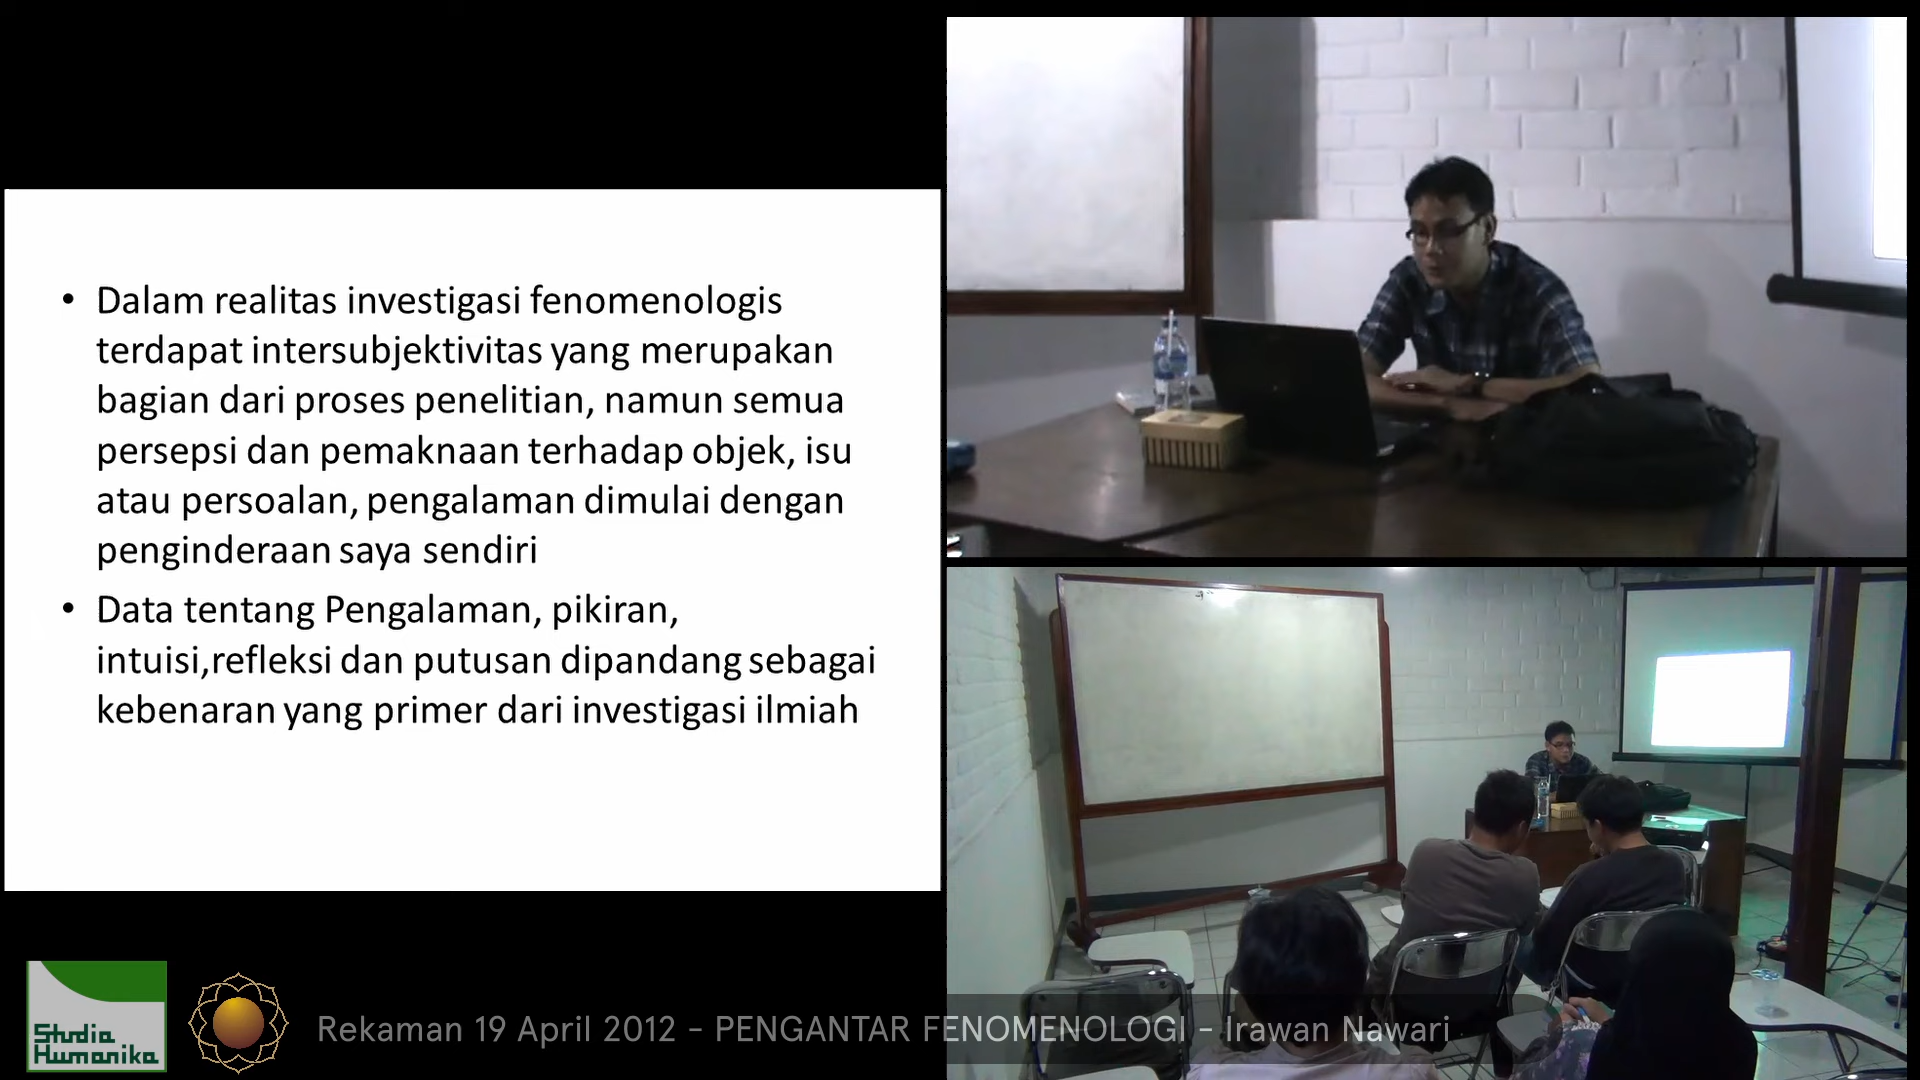 • Dalam realitas investigasi fenomenologis
terdapat intersubjektivitas yang merupakan
bagian dari proses penelitian, namun semua
persepsi dan pemaknaan terhadap objek, isu
atau persoalan, pengalaman dimulai dengan
penginderaan saya sendiri
• Data tentang Pengalaman, pikiran,
intuisi,refleksi dan putusan dipandang sebagai
kebenaran yang primer dari investigasi ilmiah
Studia
Humanika
Rekaman 19 April 2012 - PENGANTAR FENOMENOLOGI - Irawan Nawari